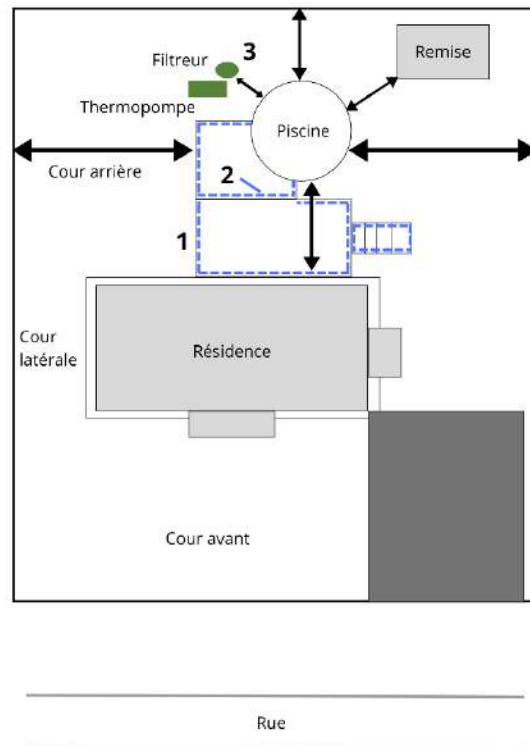 Filtreur
3
Remise
Thermopompe
Piscine
Cour arrière
2
1
Cour
latérale
Résidence
Cour avant
Rue